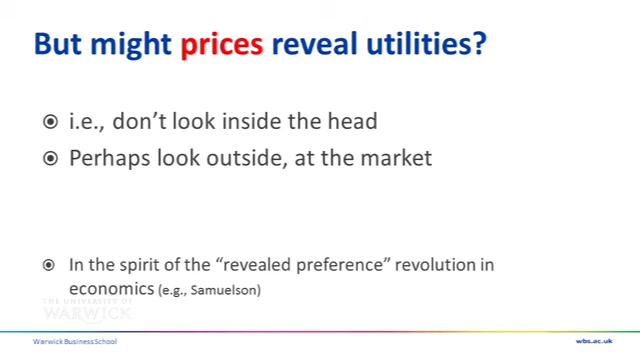 But might prices reveal utilities?
i.e., don't look inside the head
Perhaps look outside, at the market
In the spirit of the “revealed preference” revolution in
economics (e.g., Samuelson)
THE UNIVERSITY OF
WARWICK
Warwick Business School
wbs.ac.uk